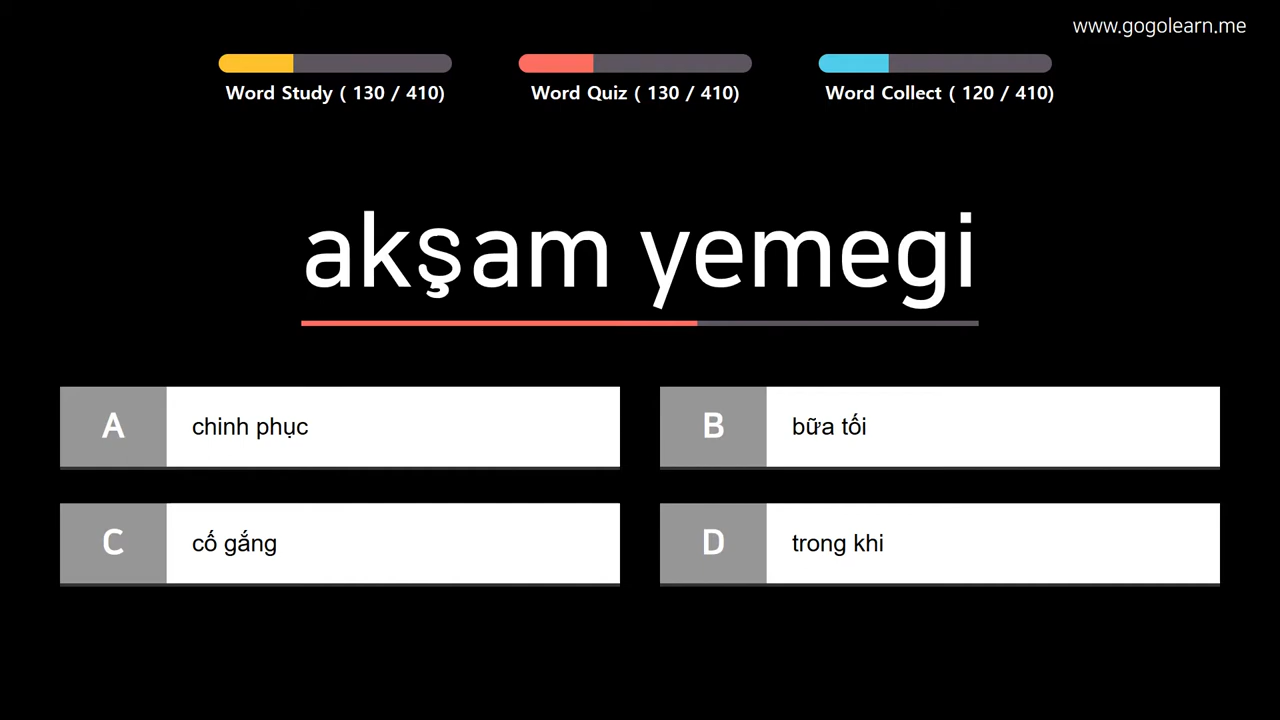 www.gogolearn.me
Word Study ( 130 / 410)
Word Quiz ( 130 / 410)
Word Collect ( 120 / 410)
akşam yemegi
A
chinh phục
B
bữa tối
C
cố gắng
D
trong khi